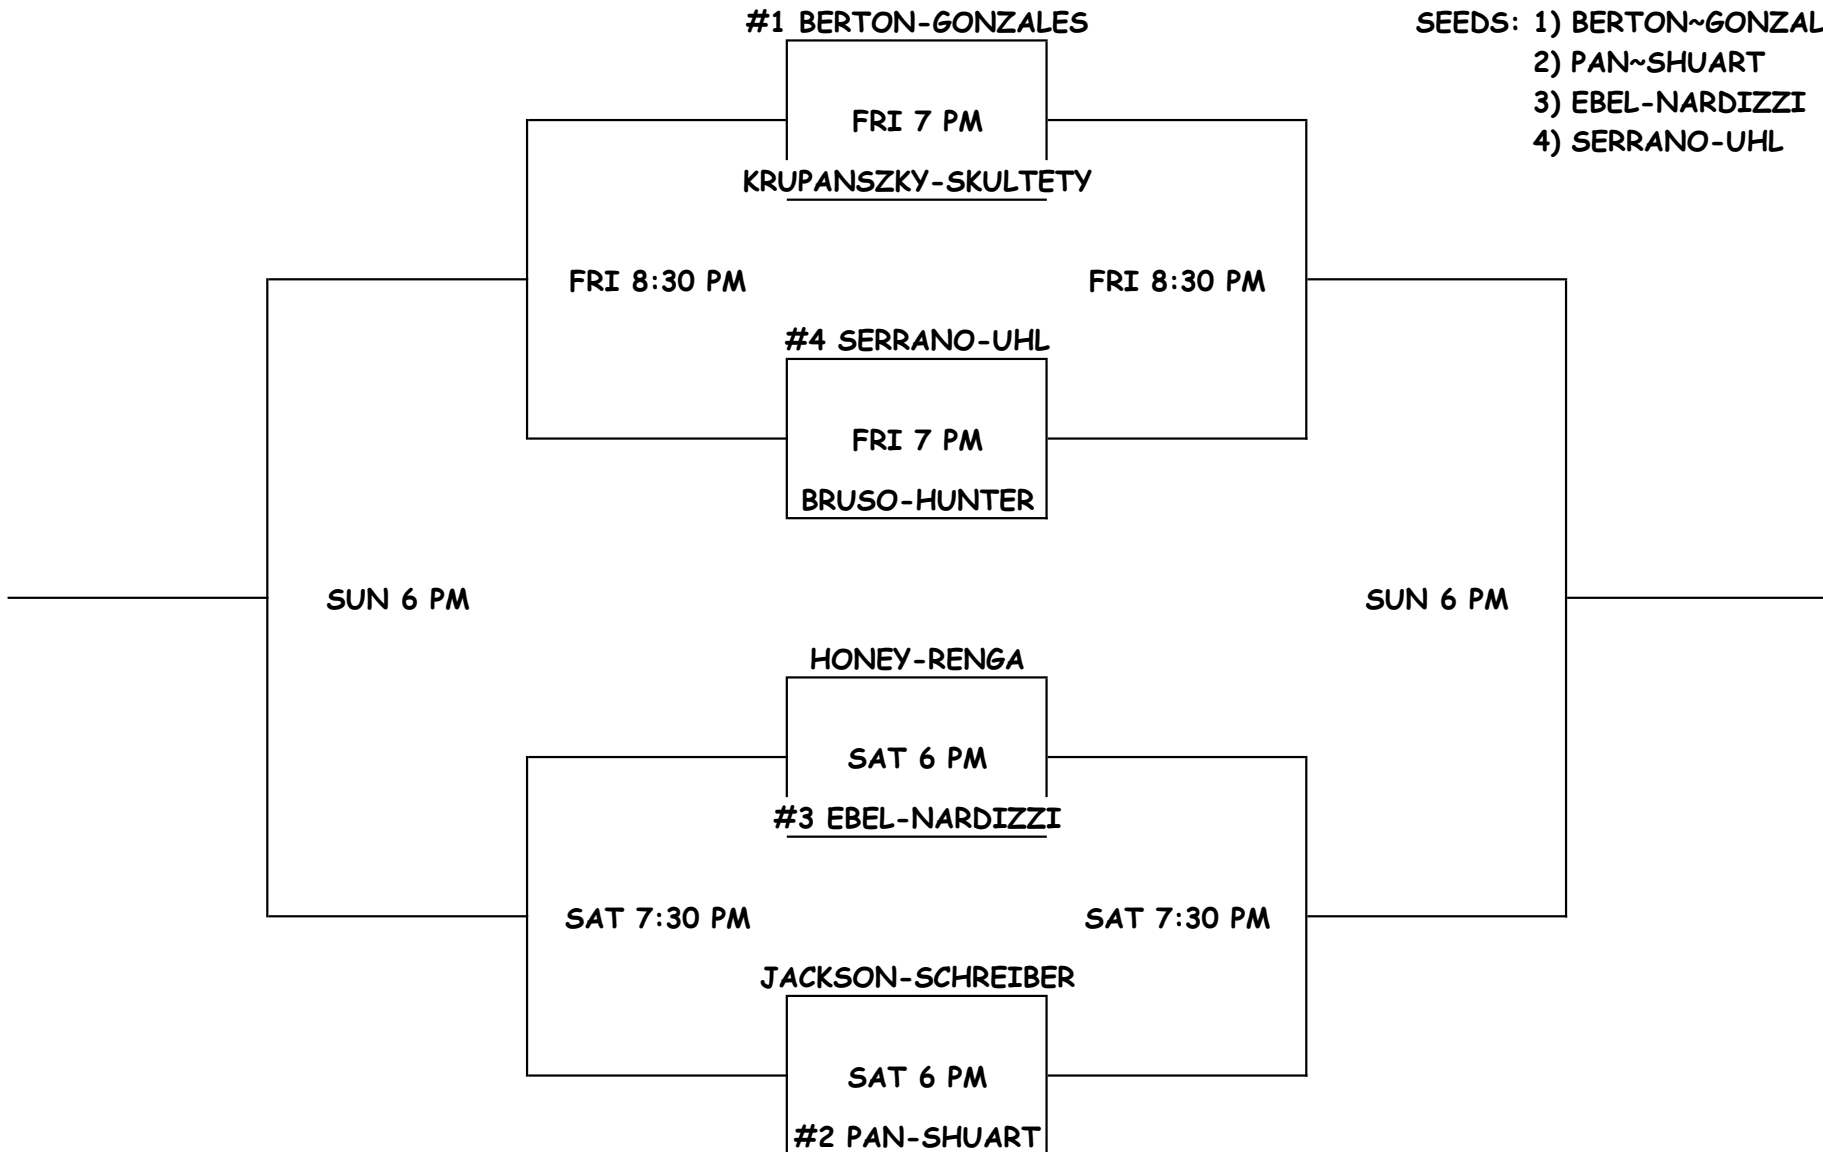 #1 BERTON-GONZALES
SEEDS: 1) BERTON~GONZAL
2) PAN~SHUART
3) EBEL-NARDIZZI
4) SERRANO-UHL
FRI 7 PM
KRUPANSZKY-SKULTETY
FRI 8:30 PM
FRI 8:30 PM
#4 SERRANO-UHL
FRI 7 PM
BRUSO-HUNTER
SUN 6 PM
SUN 6 PM
HONEY-RENGA
SAT 6 PM
#3 EBEL-NARDIZZI
SAT 7:30 PM
SAT 7:30 PM
JACKSON-SCHREIBER
SAT 6 PM
#2 PAN-SHUART